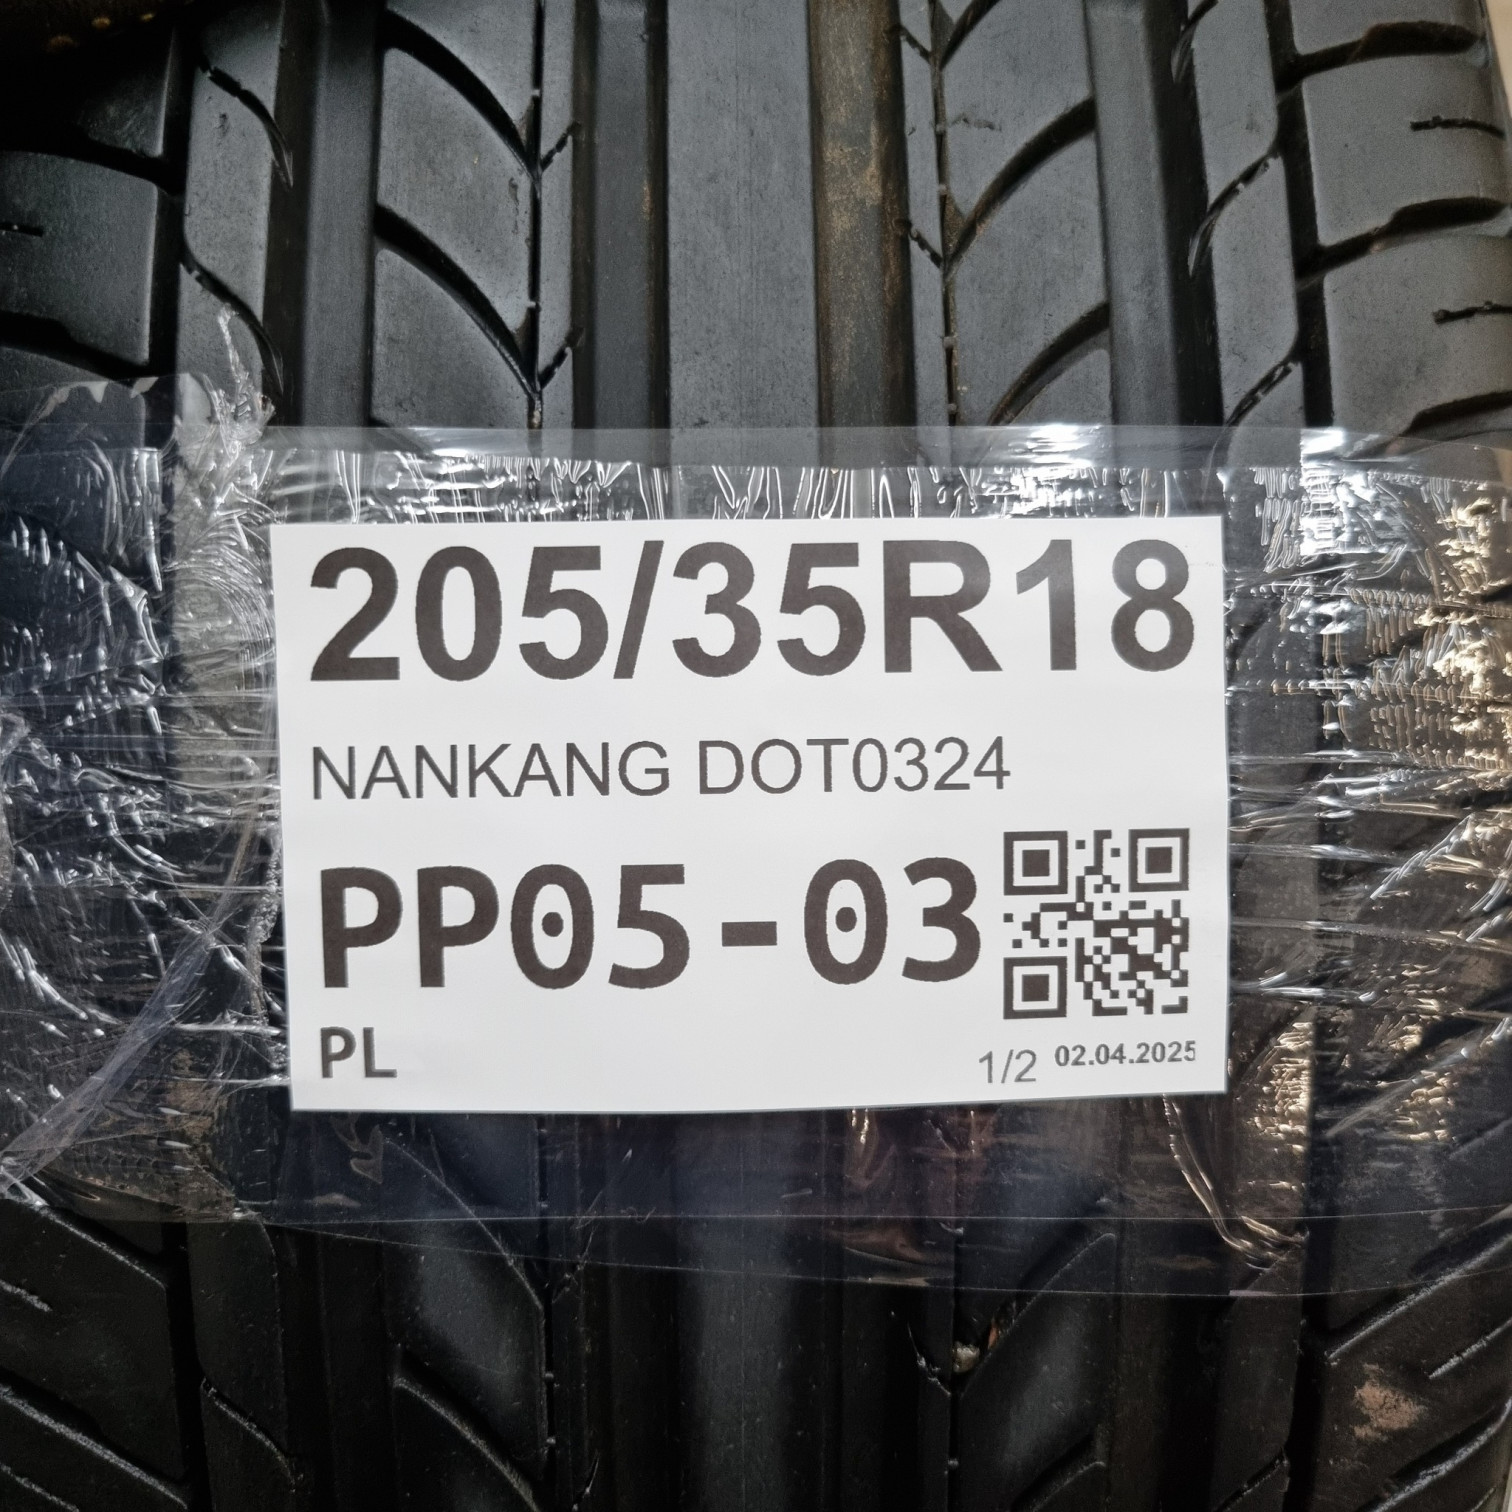 205/35R18
NANKANG DOT0324
PP05-03
PL
1/2 02.04.2025